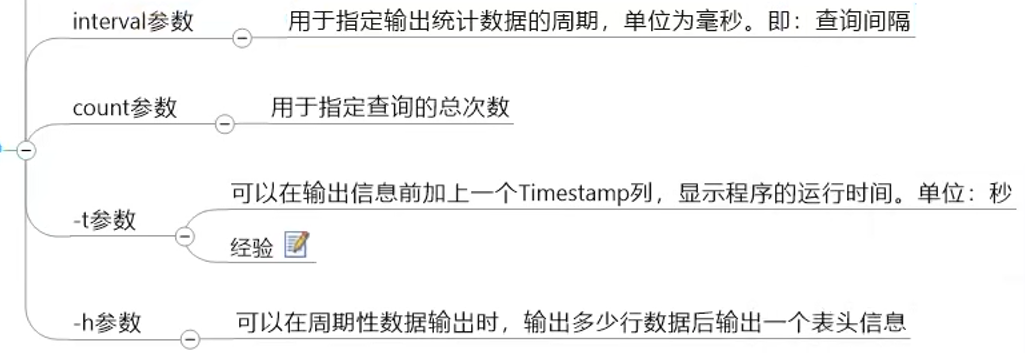 interval参数
用于指定输出统计数据的周期，单位为毫秒。即：查询间隔
count参数
用于指定查询的总次数
-t参数
可以在输出信息前加上一个Timestamp列，显示程序的运行时间。单位：秒
经验
-h参数
可以在周期性数据输出时，输出多少行数据后输出一个表头信息